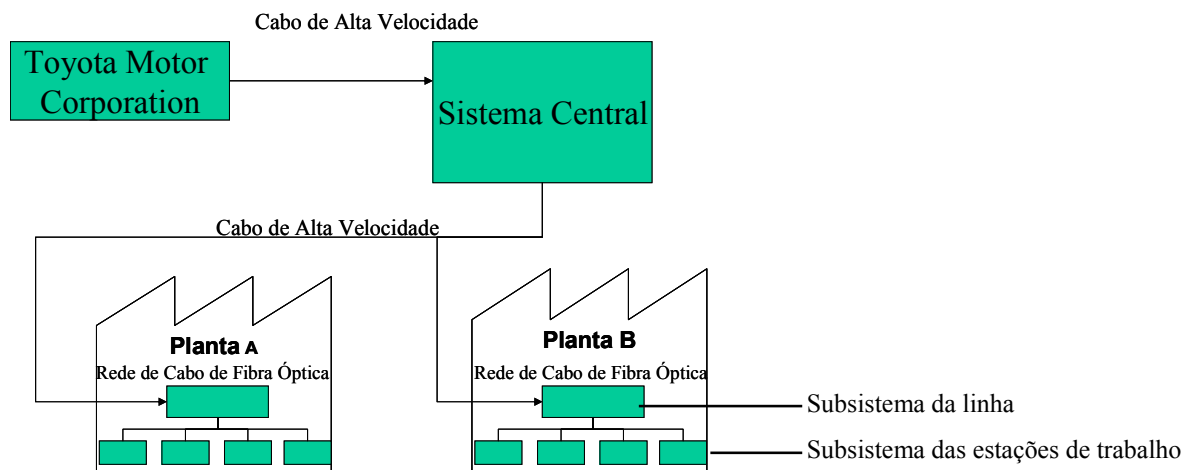 Cabo de Alta Velocidade
Toyota Motor
Corporation
Sistema Central
Cabo de Alta Velocidade
Planta A
Rede de Cabo de Fibra Óptica
Planta B
Rede de Cabo de Fibra Óptica
Subsistema da linha
Subsistema das estações de trabalho